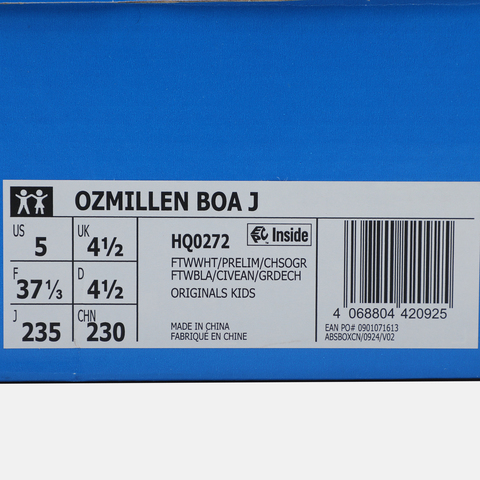 OZMILLEN BOA J
US 5 UK 4½
F 37⅓ D 4½
J 235 CHN 230
HQ0272 Inside
FTWWHT/PRELIM/CHSOGR
FTWBLA/CIVEAN/GRDECH
ORIGINALS KIDS
MADE IN CHINA
FABRIQUÉ EN CHINE
4 068804 420925
EAN PO# 0901071613
ABSBOXCN/0924/V02